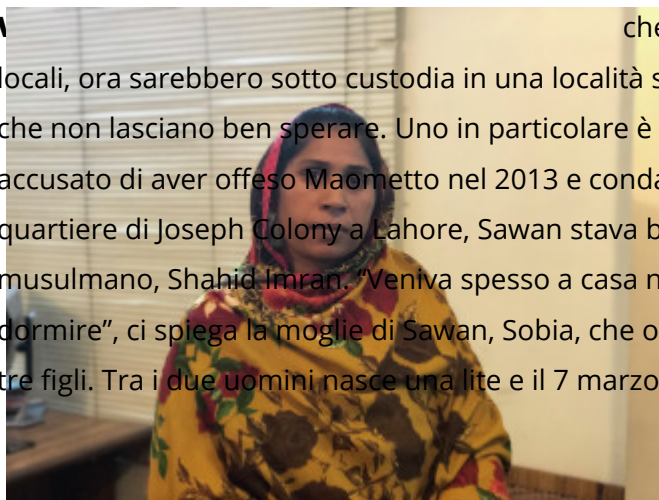 che
locali, ora sarebbero sotto custodia in una località s
che non lasciano ben sperare. Uno in particolare è
accusato di aver offeso Maometto nel 2013 e conda
quartiere di Joseph Colony a Lahore, Sawan stava b
musulmano, Shahid Imran. “Veniva spesso a casa n
dormire”, ci spiega la moglie di Sawan, Sobia, che o
tre figli. Tra i due uomini nasce una lite e il 7 marzo